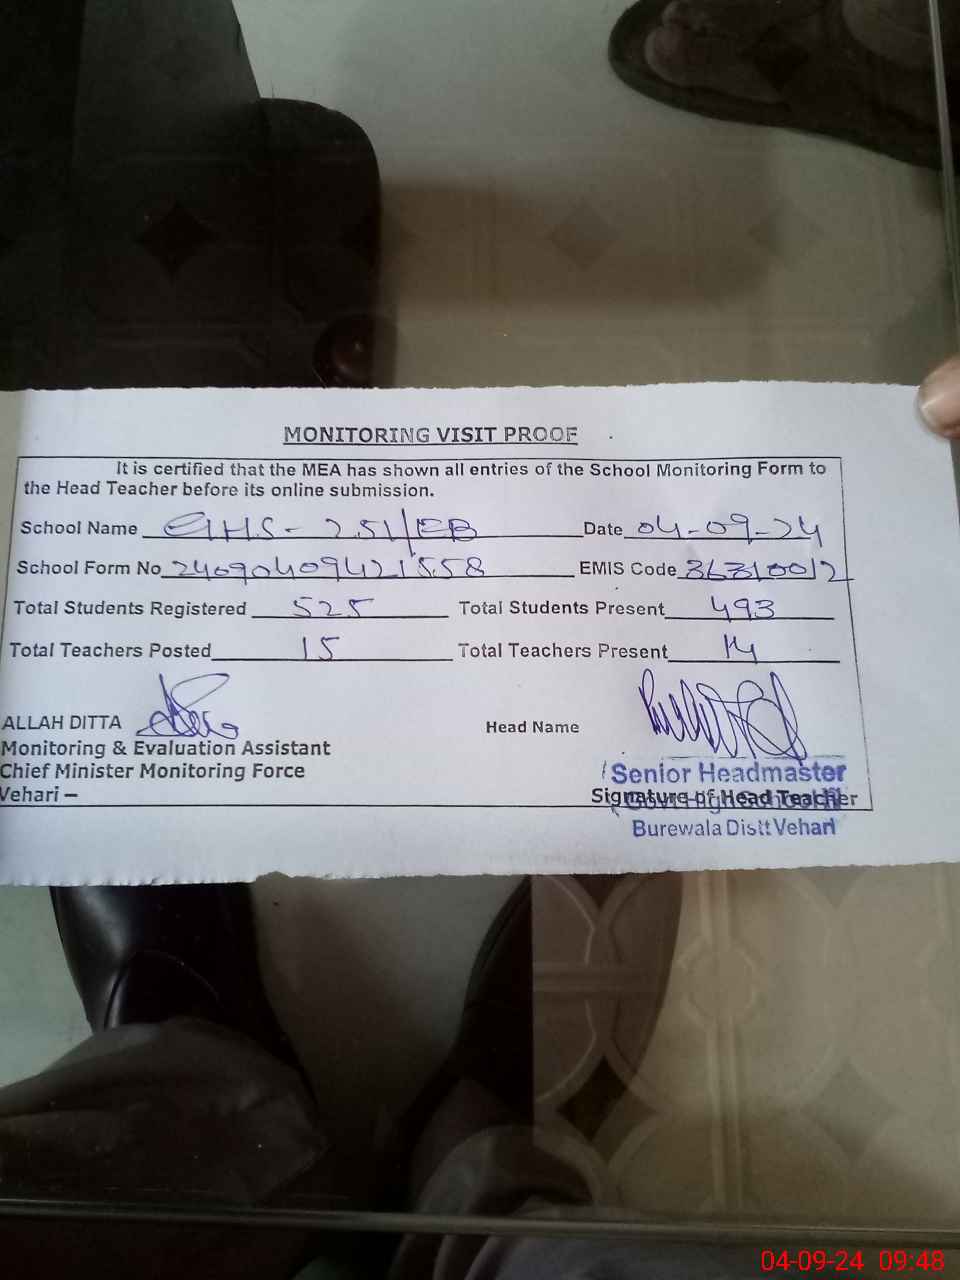 MONITORING VISIT PROOF
It is certified that the MEA has shown all entries of the School Monitoring Form to
the Head Teacher before its online submission.
School Name GHS-251/EB Date 04-09-24
School Form No 240904094421558 EMIS Code 36310012
Total Students Registered 525 Total Students Present 493
Total Teachers Posted 15 Total Teachers Present 14
ALLAH DITTA Head Name
Monitoring & Evaluation Assistant
Chief Minister Monitoring Force
Vehari –
Senior Headmaster
Signature of Head Teacher
Burewala Distt Vehari
04-09-24 09:48